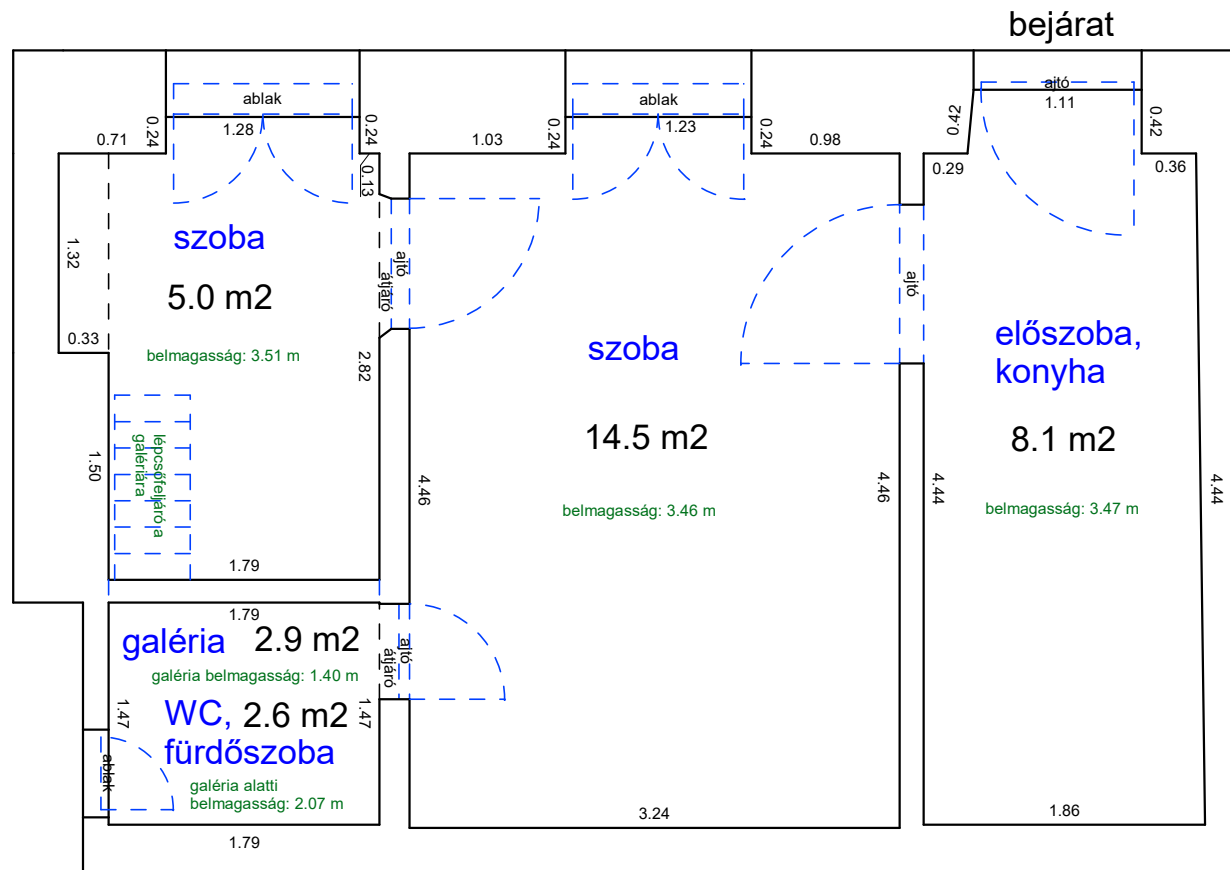 bejárat
ablak
ablak
ajtó
1.28
1.23
1.11
0.71
0.24
0.24
1.03
0.24
0.24
0.98
0.42
0.42
0.29
0.36
0.13
szoba
5.0 m2
belmagasság: 3.51 m
1.32
0.33
ajtó
átjáró
ajtó
2.82
szoba
14.5 m2
belmagasság: 3.46 m
előszoba,
konyha
8.1 m2
belmagasság: 3.47 m
lépcsőfeljáró a
galériára
1.50
4.46
4.46
4.44
4.44
1.79
1.79
galéria 2.9 m2
galéria belmagasság: 1.40 m
ajtó
átjáró
WC, 2.6 m2
fürdőszoba
1.47
1.47
ablak
galéria alatti
belmagasság: 2.07 m
1.79
3.24
1.86